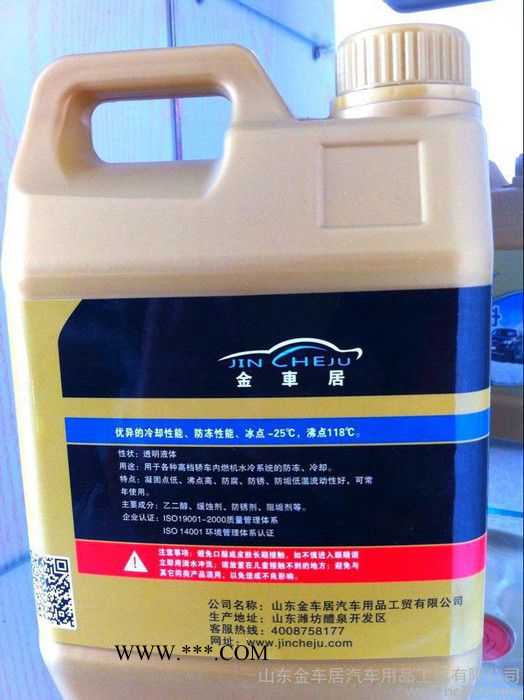 JIN CHEJU
金車居
优异的冷却性能、防冻性能、冰点-25℃，沸点118℃。
性状：透明液体
用途：用于各种高档轿车内燃机水冷系统的防冻、冷却。
特点：凝固点低、沸点高、防腐、防锈、防垢低温流动性好，可常
年使用。
主要成分：乙二醇、缓蚀剂、防锈剂、阻垢剂等。
企业认证：ISO19001-2000质量管理体系
ISO 14001 环境管理体系认证
注意事项：避免口服或皮肤长期接触，如不慎进入眼睛请
立即用清水冲洗；应放置在儿童接触不到的地方；避免与
其它同类产品混用，以免造成不良影响。
公司名称：山东金车居汽车用品工贸有限公司
生产地址：山东潍坊醴泉开发区
客服热线：4008758177
网址：www.jincheju.com
WWW.***.COM
山东金车居汽车用品工贸有限公司